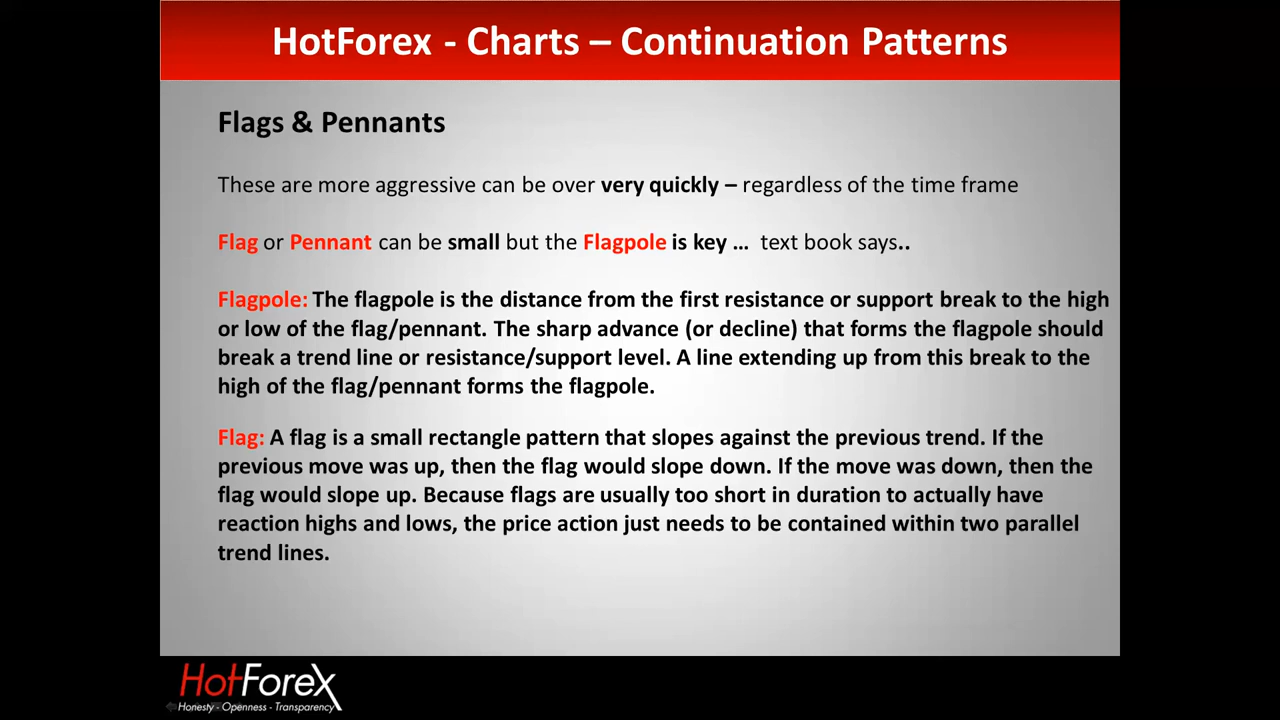 HotForex - Charts – Continuation Patterns
Flags & Pennants
These are more aggressive can be over very quickly – regardless of the time frame
Flag or Pennant can be small but the Flagpole is key ... text book says..
Flagpole: The flagpole is the distance from the first resistance or support break to the high
or low of the flag/pennant. The sharp advance (or decline) that forms the flagpole should
break a trend line or resistance/support level. A line extending up from this break to the
high of the flag/pennant forms the flagpole.
Flag: A flag is a small rectangle pattern that slopes against the previous trend. If the
previous move was up, then the flag would slope down. If the move was down, then the
flag would slope up. Because flags are usually too short in duration to actually have
reaction highs and lows, the price action just needs to be contained within two parallel
trend lines.
HotForex
Honesty - Openness - Transparency